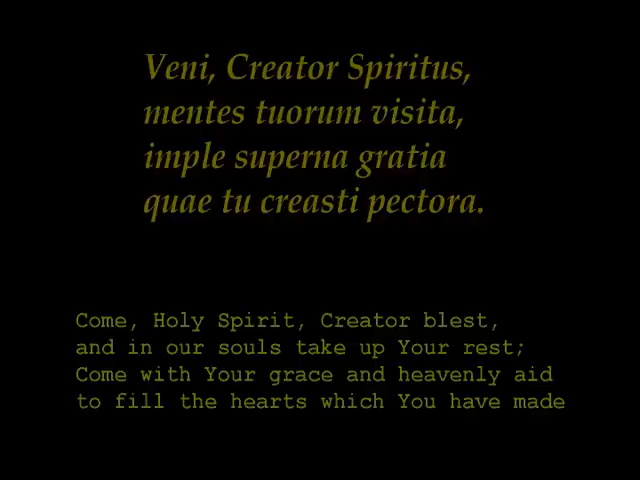 Veni, Creator Spiritus,
mentes tuorum visita,
imple superna gratia
quae tu creasti pectora.
Come, Holy Spirit, Creator blest,
and in our souls take up Your rest;
Come with Your grace and heavenly aid
to fill the hearts which You have made